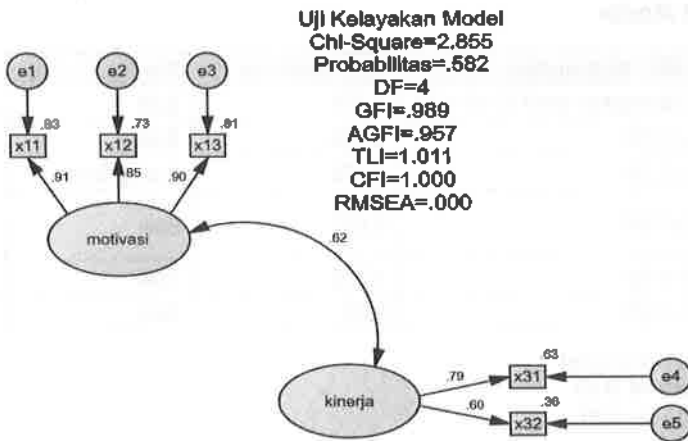 Uji Kelayakan Model
Chi-Square=2.855
Probabilitas=.582
DF=4
GFI=.989
AGFI=.957
TLI=1.011
CFI=1.000
RMSEA=.000
e1 e2 e3
.83 .73 .81
x11 x12 x13
.91 .85 .90
motivasi
.62
.63
.79 x31 e4
kinerja
.60 .36
x32 e5